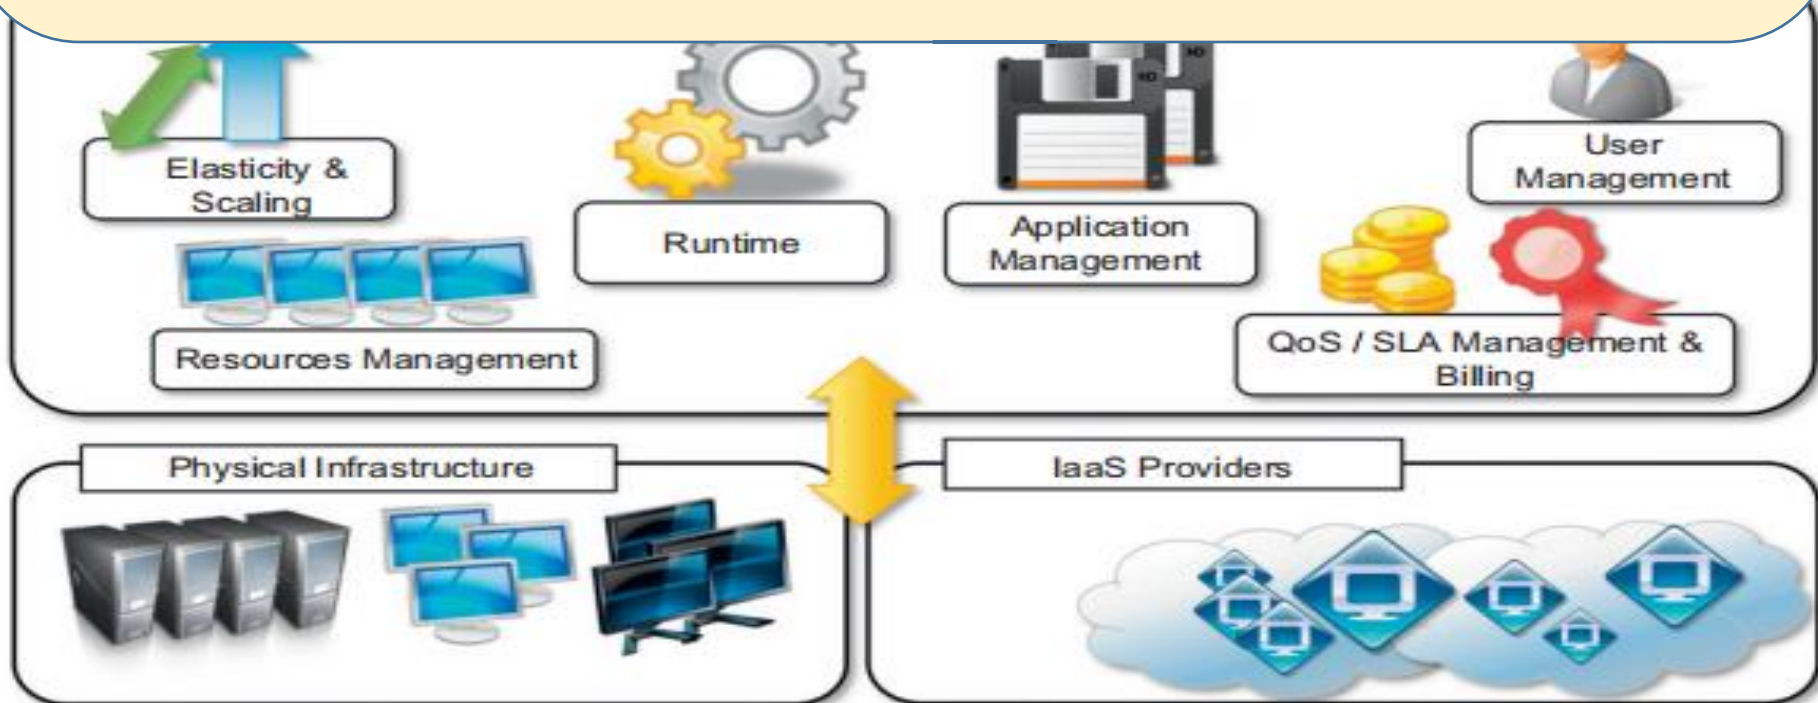 Elasticity &
Scaling
Runtime
Application
Management
User
Management
Resources Management
QoS / SLA Management &
Billing
Physical Infrastructure
IaaS Providers